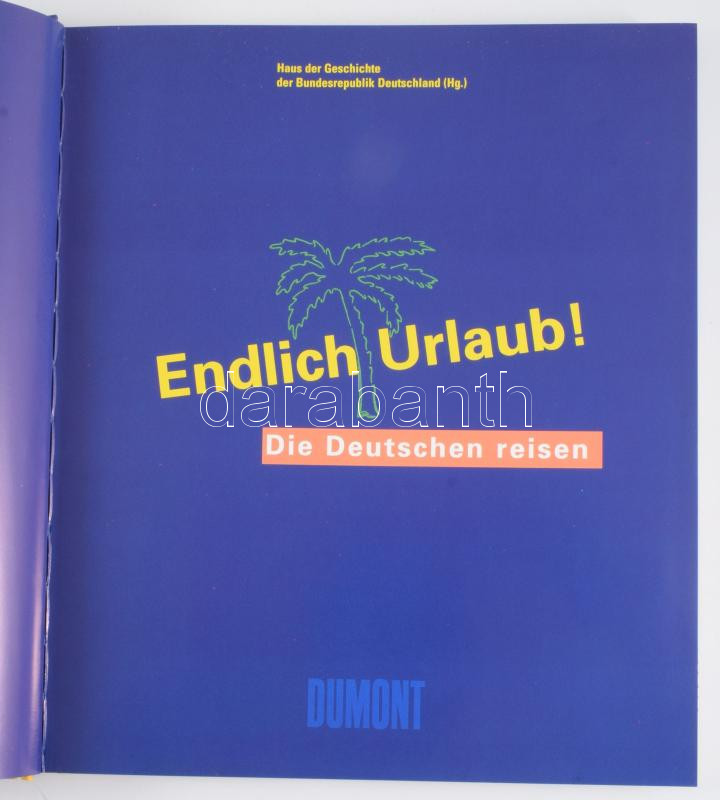 Haus der Geschichte
der Bundesrepublik Deutschland (Hg.)
Endlich Urlaub!
darabanth
Die Deutschen reisen
DUMONT